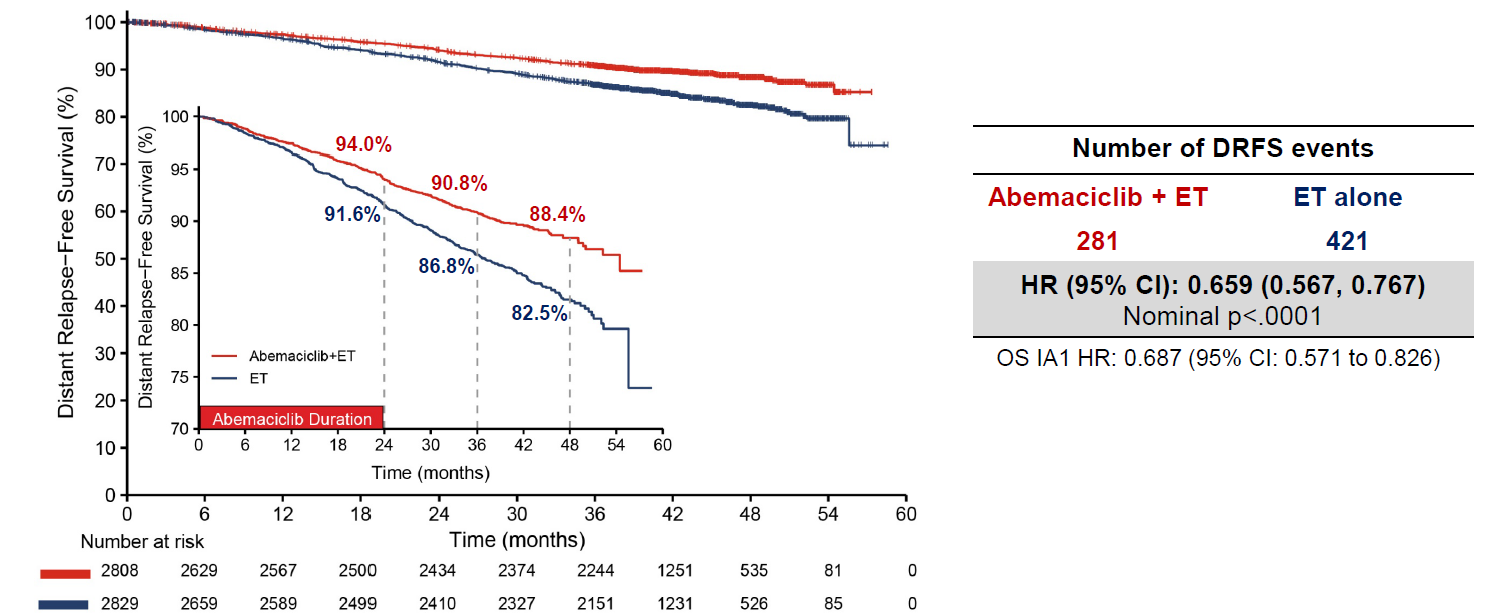 100
90
80
70
60
50
40
30
20
10
0
Distant Relapse−Free Survival (%)
0 6 12 18 24 30 36 42 48 54 60
Time (months)
100
95
90
85
80
75
70
Distant Relapse−Free Survival (%)
94.0%
90.8%
88.4%
91.6%
86.8%
82.5%
Abemaciclib+ET
ET
Abemaciclib Duration
0 6 12 18 24 30 36 42 48 54 60
Time (months)
Number at risk
2808 2629 2567 2500 2434 2374 2244 1251 535 81 0
2829 2659 2589 2499 2410 2327 2151 1231 526 85 0
Number of DRFS events
Abemaciclib + ET ET alone
281 421
HR (95% CI): 0.659 (0.567, 0.767)
Nominal p<.0001
OS IA1 HR: 0.687 (95% CI: 0.571 to 0.826)